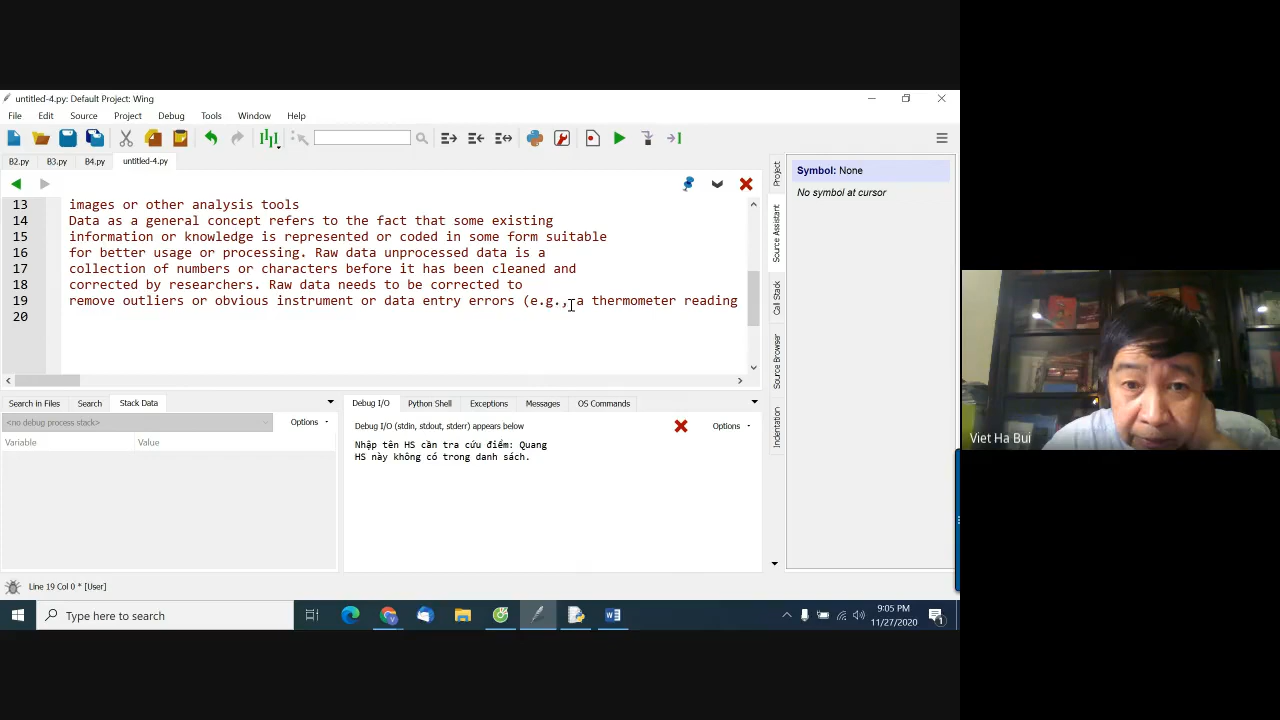 untitled-4.py: Default Project: Wing
File Edit Source Project Debug Tools Window Help
B2.py B3.py B4.py untitled-4.py
13 images or other analysis tools
14 Data as a general concept refers to the fact that some existing
15 information or knowledge is represented or coded in some form suitable
16 for better usage or processing. Raw data unprocessed data is a
17 collection of numbers or characters before it has been cleaned and
18 corrected by researchers. Raw data needs to be corrected to
19 remove outliers or obvious instrument or data entry errors (e.g., a thermometer reading
20
Project
Source Assistant
Call Stack
Source Browser
Indentation
Symbol: None
No symbol at cursor
Search in Files Search Stack Data
<no debug process stack> Options
Variable Value
Debug I/O Python Shell Exceptions Messages OS Commands
Debug I/O (stdin, stdout, stderr) appears below Options
Nhập tên HS cần tra cứu điểm: Quang
HS này không có trong danh sách.
Line 19 Col 0 * [User]
Type here to search
9:05 PM
11/27/2020
1
Viet Ha Bui